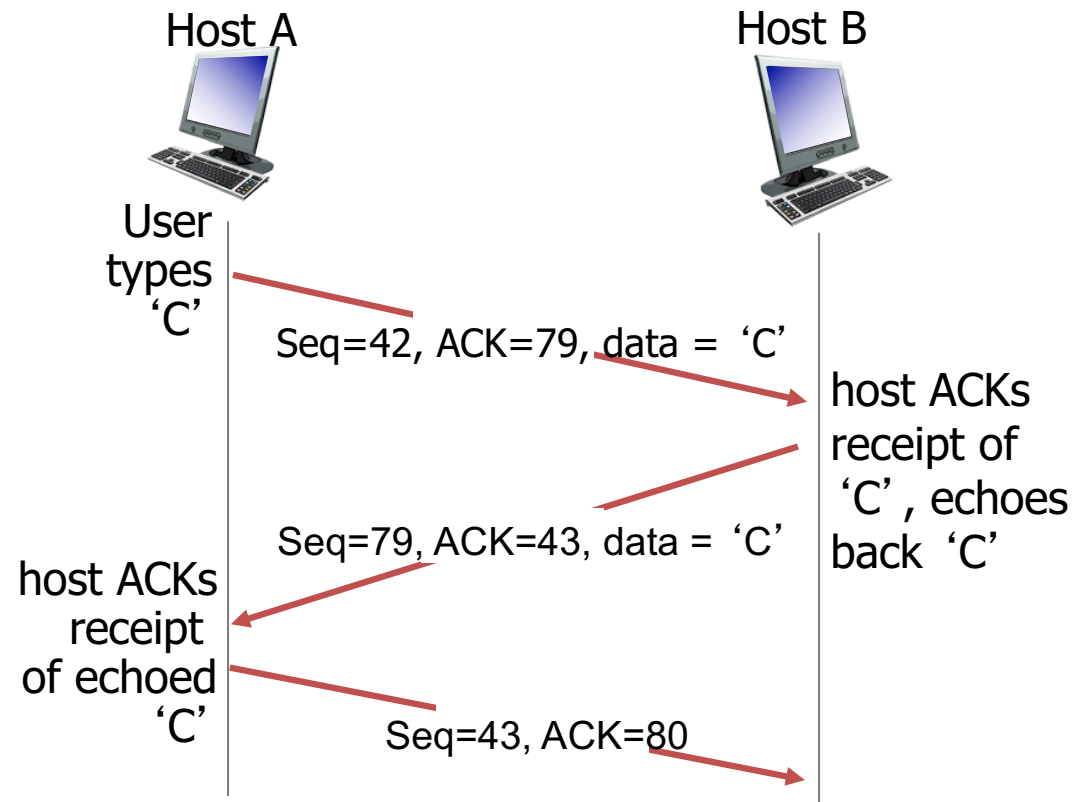 Host A
Host B
User
types
‘C’
Seq=42, ACK=79, data = ‘C’
host ACKs
receipt of
‘C’, echoes
back ‘C’
Seq=79, ACK=43, data = ‘C’
host ACKs
receipt
of echoed
‘C’
Seq=43, ACK=80